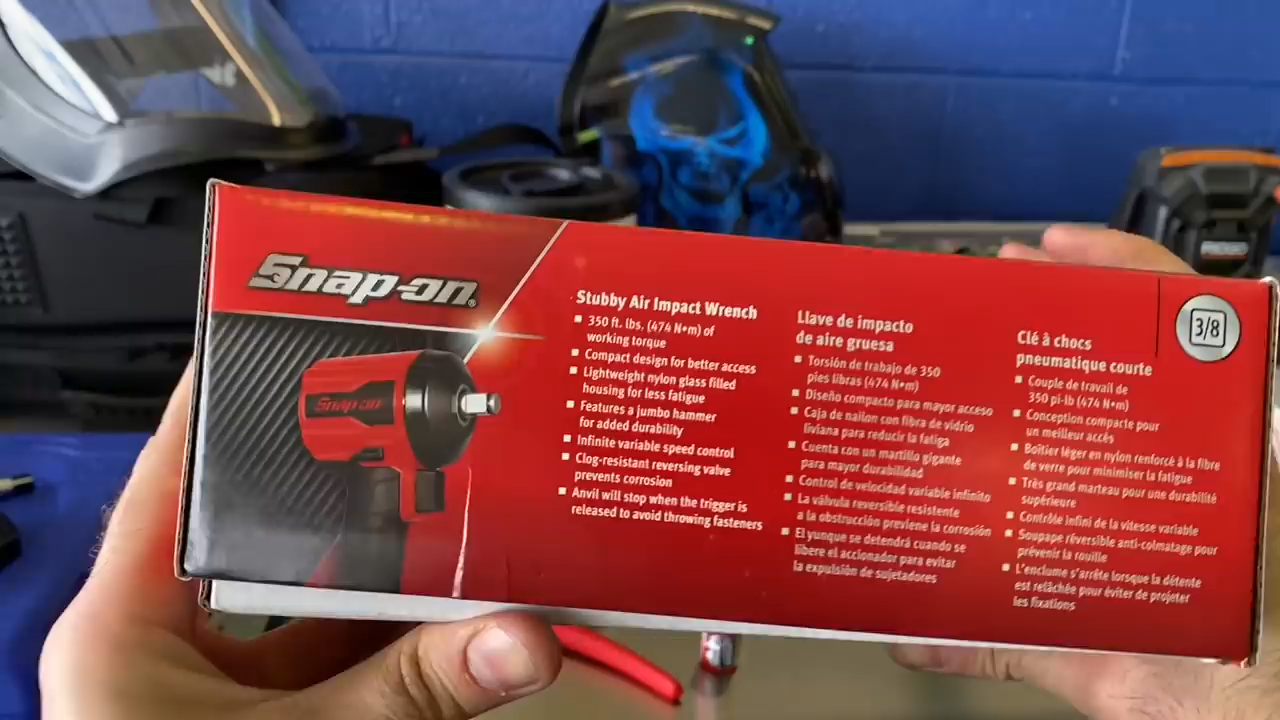 Snap-on®
Snap-on
Stubby Air Impact Wrench
▪ 350 ft. lbs. (474 N•m) of
working torque
▪ Compact design for better access
▪ Lightweight nylon glass filled
housing for less fatigue
▪ Features a jumbo hammer
for added durability
▪ Infinite variable speed control
▪ Clog-resistant reversing valve
prevents corrosion
▪ Anvil will stop when the trigger is
released to avoid throwing fasteners
Llave de impacto
de aire gruesa
▪ Torsión de trabajo de 350
pies libras (474 N•m)
▪ Diseño compacto para mayor acceso
▪ Caja de nailon con fibra de vidrio
liviana para reducir la fatiga
▪ Cuenta con un martillo gigante
para mayor durabilidad
▪ Control de velocidad variable infinito
▪ La válvula reversible resistente
a la obstrucción previene la corrosión
▪ El yunque se detendrá cuando se
libere el accionador para evitar
la expulsión de sujetadores
Clé à chocs
pneumatique courte
▪ Couple de travail de
350 pi-lb (474 N•m)
▪ Conception compacte pour
un meilleur accès
▪ Boîtier léger en nylon renforcé à la fibre
de verre pour minimiser la fatigue
▪ Très grand marteau pour une durabilité
supérieure
▪ Contrôle infini de la vitesse variable
▪ Soupape réversible anti-colmatage pour
prévenir la rouille
▪ L'enclume s'arrête lorsque la détente
est relâchée pour éviter de projeter
les fixations
3/8